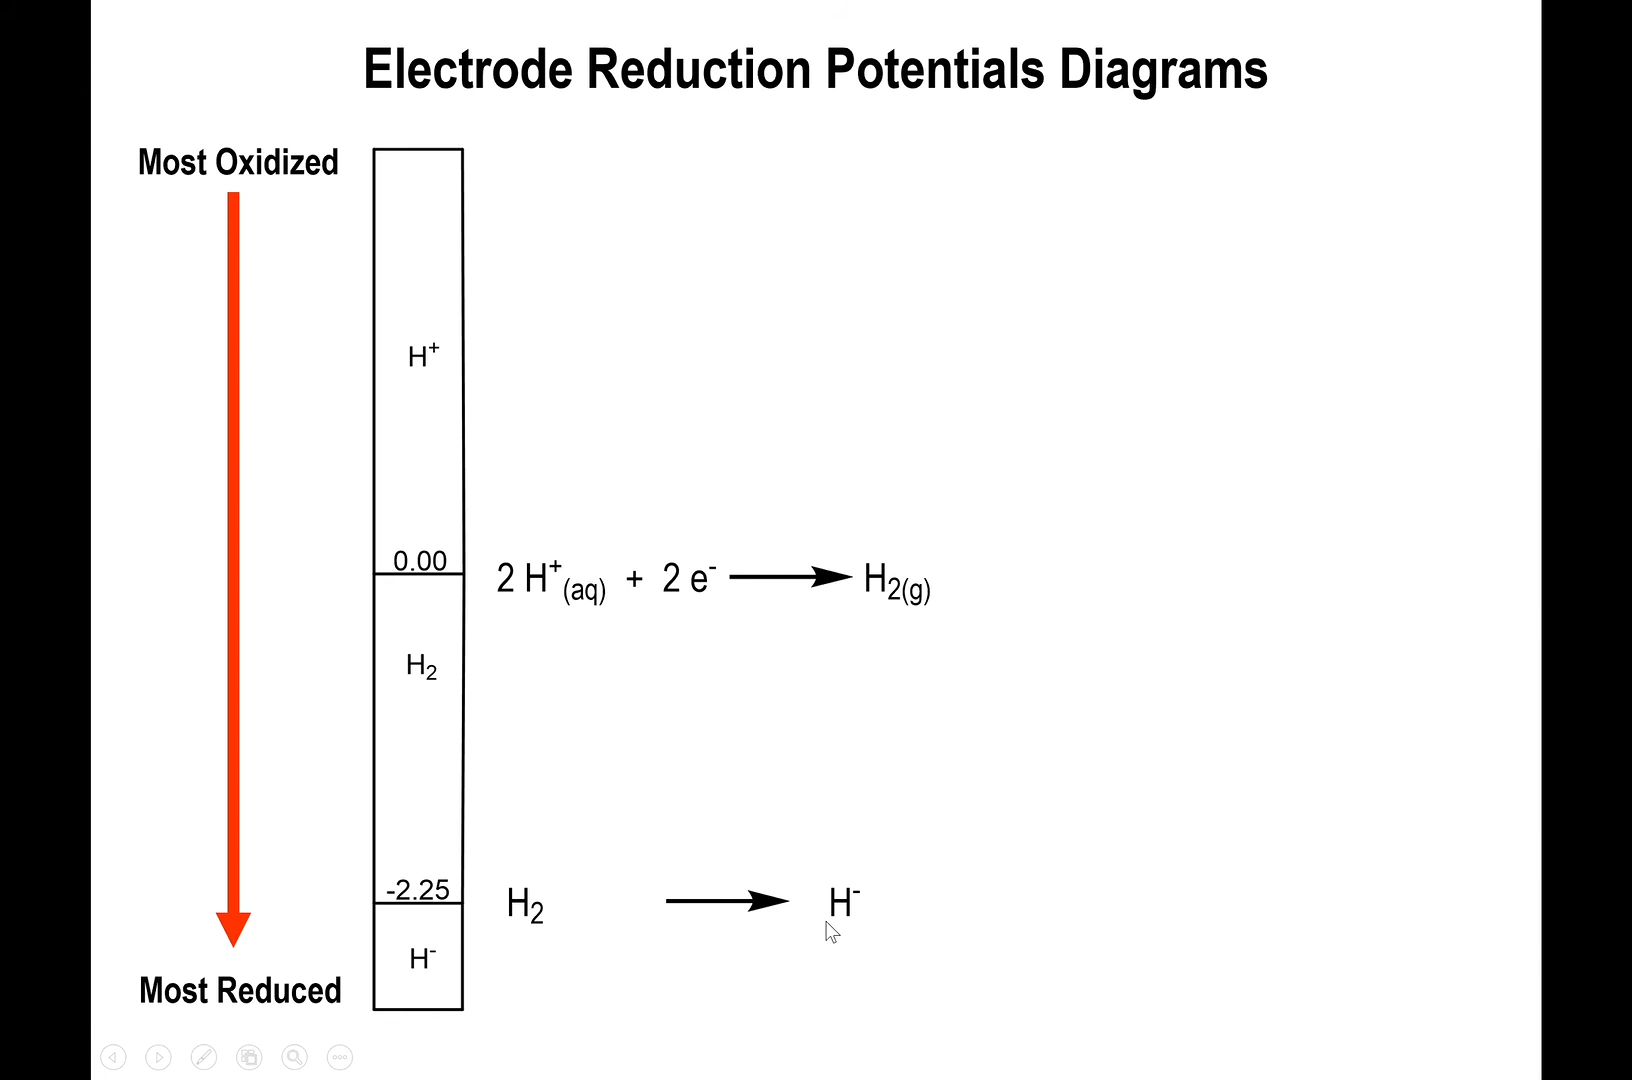 Electrode Reduction Potentials Diagrams
Most Oxidized
H⁺
0.00
2 H⁺(aq) + 2 e⁻ ⟶ H₂(g)
H₂
-2.25
H₂ ⟶ H⁻
H⁻
Most Reduced